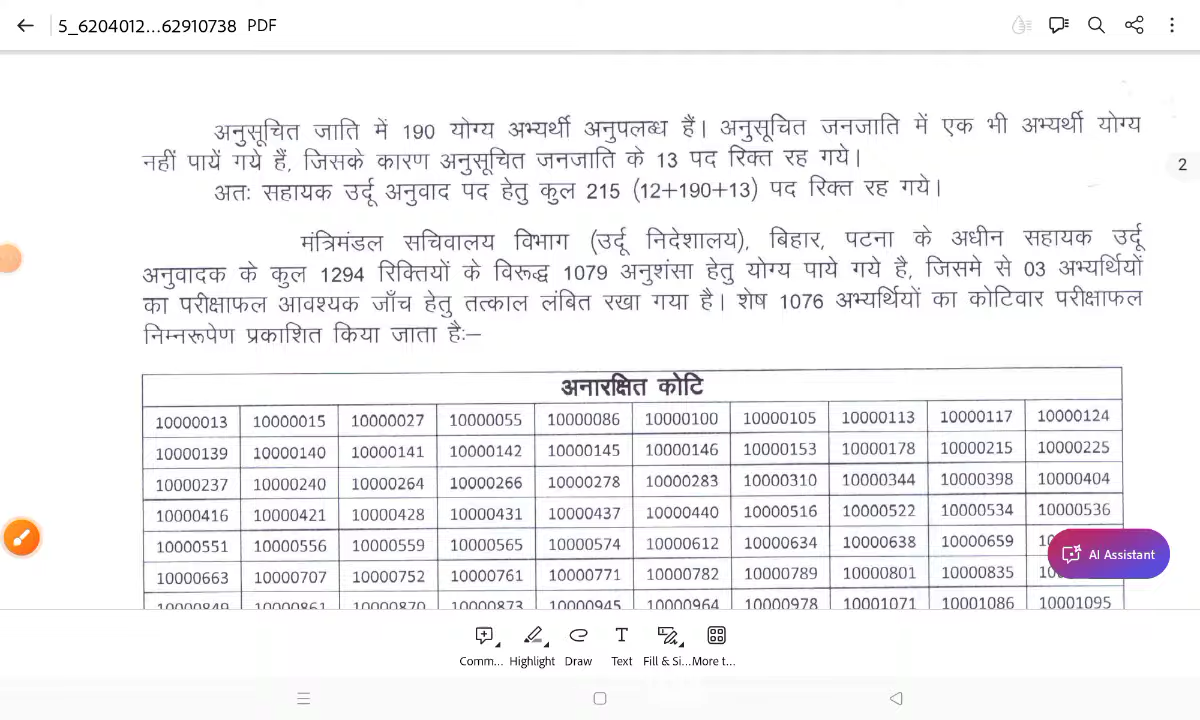 5_6204012...62910738 PDF
अनुसूचित जाति में 190 योग्य अभ्यर्थी अनुपलब्ध हैं। अनुसूचित जनजाति में एक भी अभ्यर्थी योग्य
नहीं पायें गये हैं, जिसके कारण अनुसूचित जनजाति के 13 पद रिक्त रह गये।
2
अतः सहायक उर्दू अनुवाद पद हेतु कुल 215 (12+190+13) पद रिक्त रह गये।
मंत्रिमंडल सचिवालय विभाग (उर्दू निदेशालय), बिहार, पटना के अधीन सहायक उर्दू
अनुवादक के कुल 1294 रिक्तियों के विरूद्ध 1079 अनुशंसा हेतु योग्य पाये गये है, जिसमे से 03 अभ्यर्थियों
का परीक्षाफल आवश्यक जाँच हेतु तत्काल लंबित रखा गया है। शेष 1076 अभ्यर्थियों का कोटिवार परीक्षाफल
निम्नरूपेण प्रकाशित किया जाता हैः–
अनारक्षित कोटि
10000013 10000015 10000027 10000055 10000086 10000100 10000105 10000113 10000117 10000124
10000139 10000140 10000141 10000142 10000145 10000146 10000153 10000178 10000215 10000225
10000237 10000240 10000264 10000266 10000278 10000283 10000310 10000344 10000398 10000404
10000416 10000421 10000428 10000431 10000437 10000440 10000516 10000522 10000534 10000536
10000551 10000556 10000559 10000565 10000574 10000612 10000634 10000638 10000659
10000663 10000707 10000752 10000761 10000771 10000782 10000789 10000801 10000835
10000849 10000861 10000870 10000873 10000945 10000964 10000978 10001071 10001086 10001095
AI Assistant
Comm... Highlight Draw Text Fill & Si... More t...